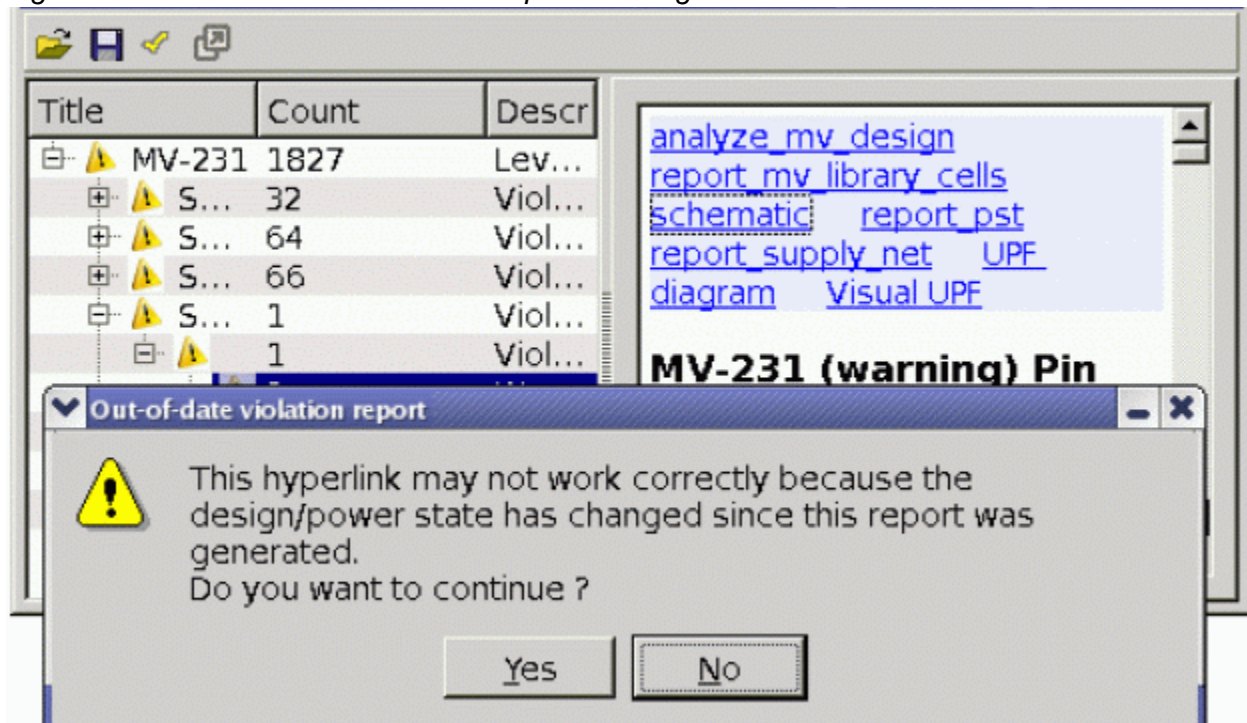 Title Count Descr
MV-231 1827 Lev...
S... 32 Viol...
S... 64 Viol...
S... 66 Viol...
S... 1 Viol...
1 Viol...
analyze_mv_design
report_mv_library_cells
schematic report_pst
report_supply_net UPF
diagram Visual UPF
MV-231 (warning) Pin
Out-of-date violation report
This hyperlink may not work correctly because the
design/power state has changed since this report was
generated.
Do you want to continue ?
Yes No